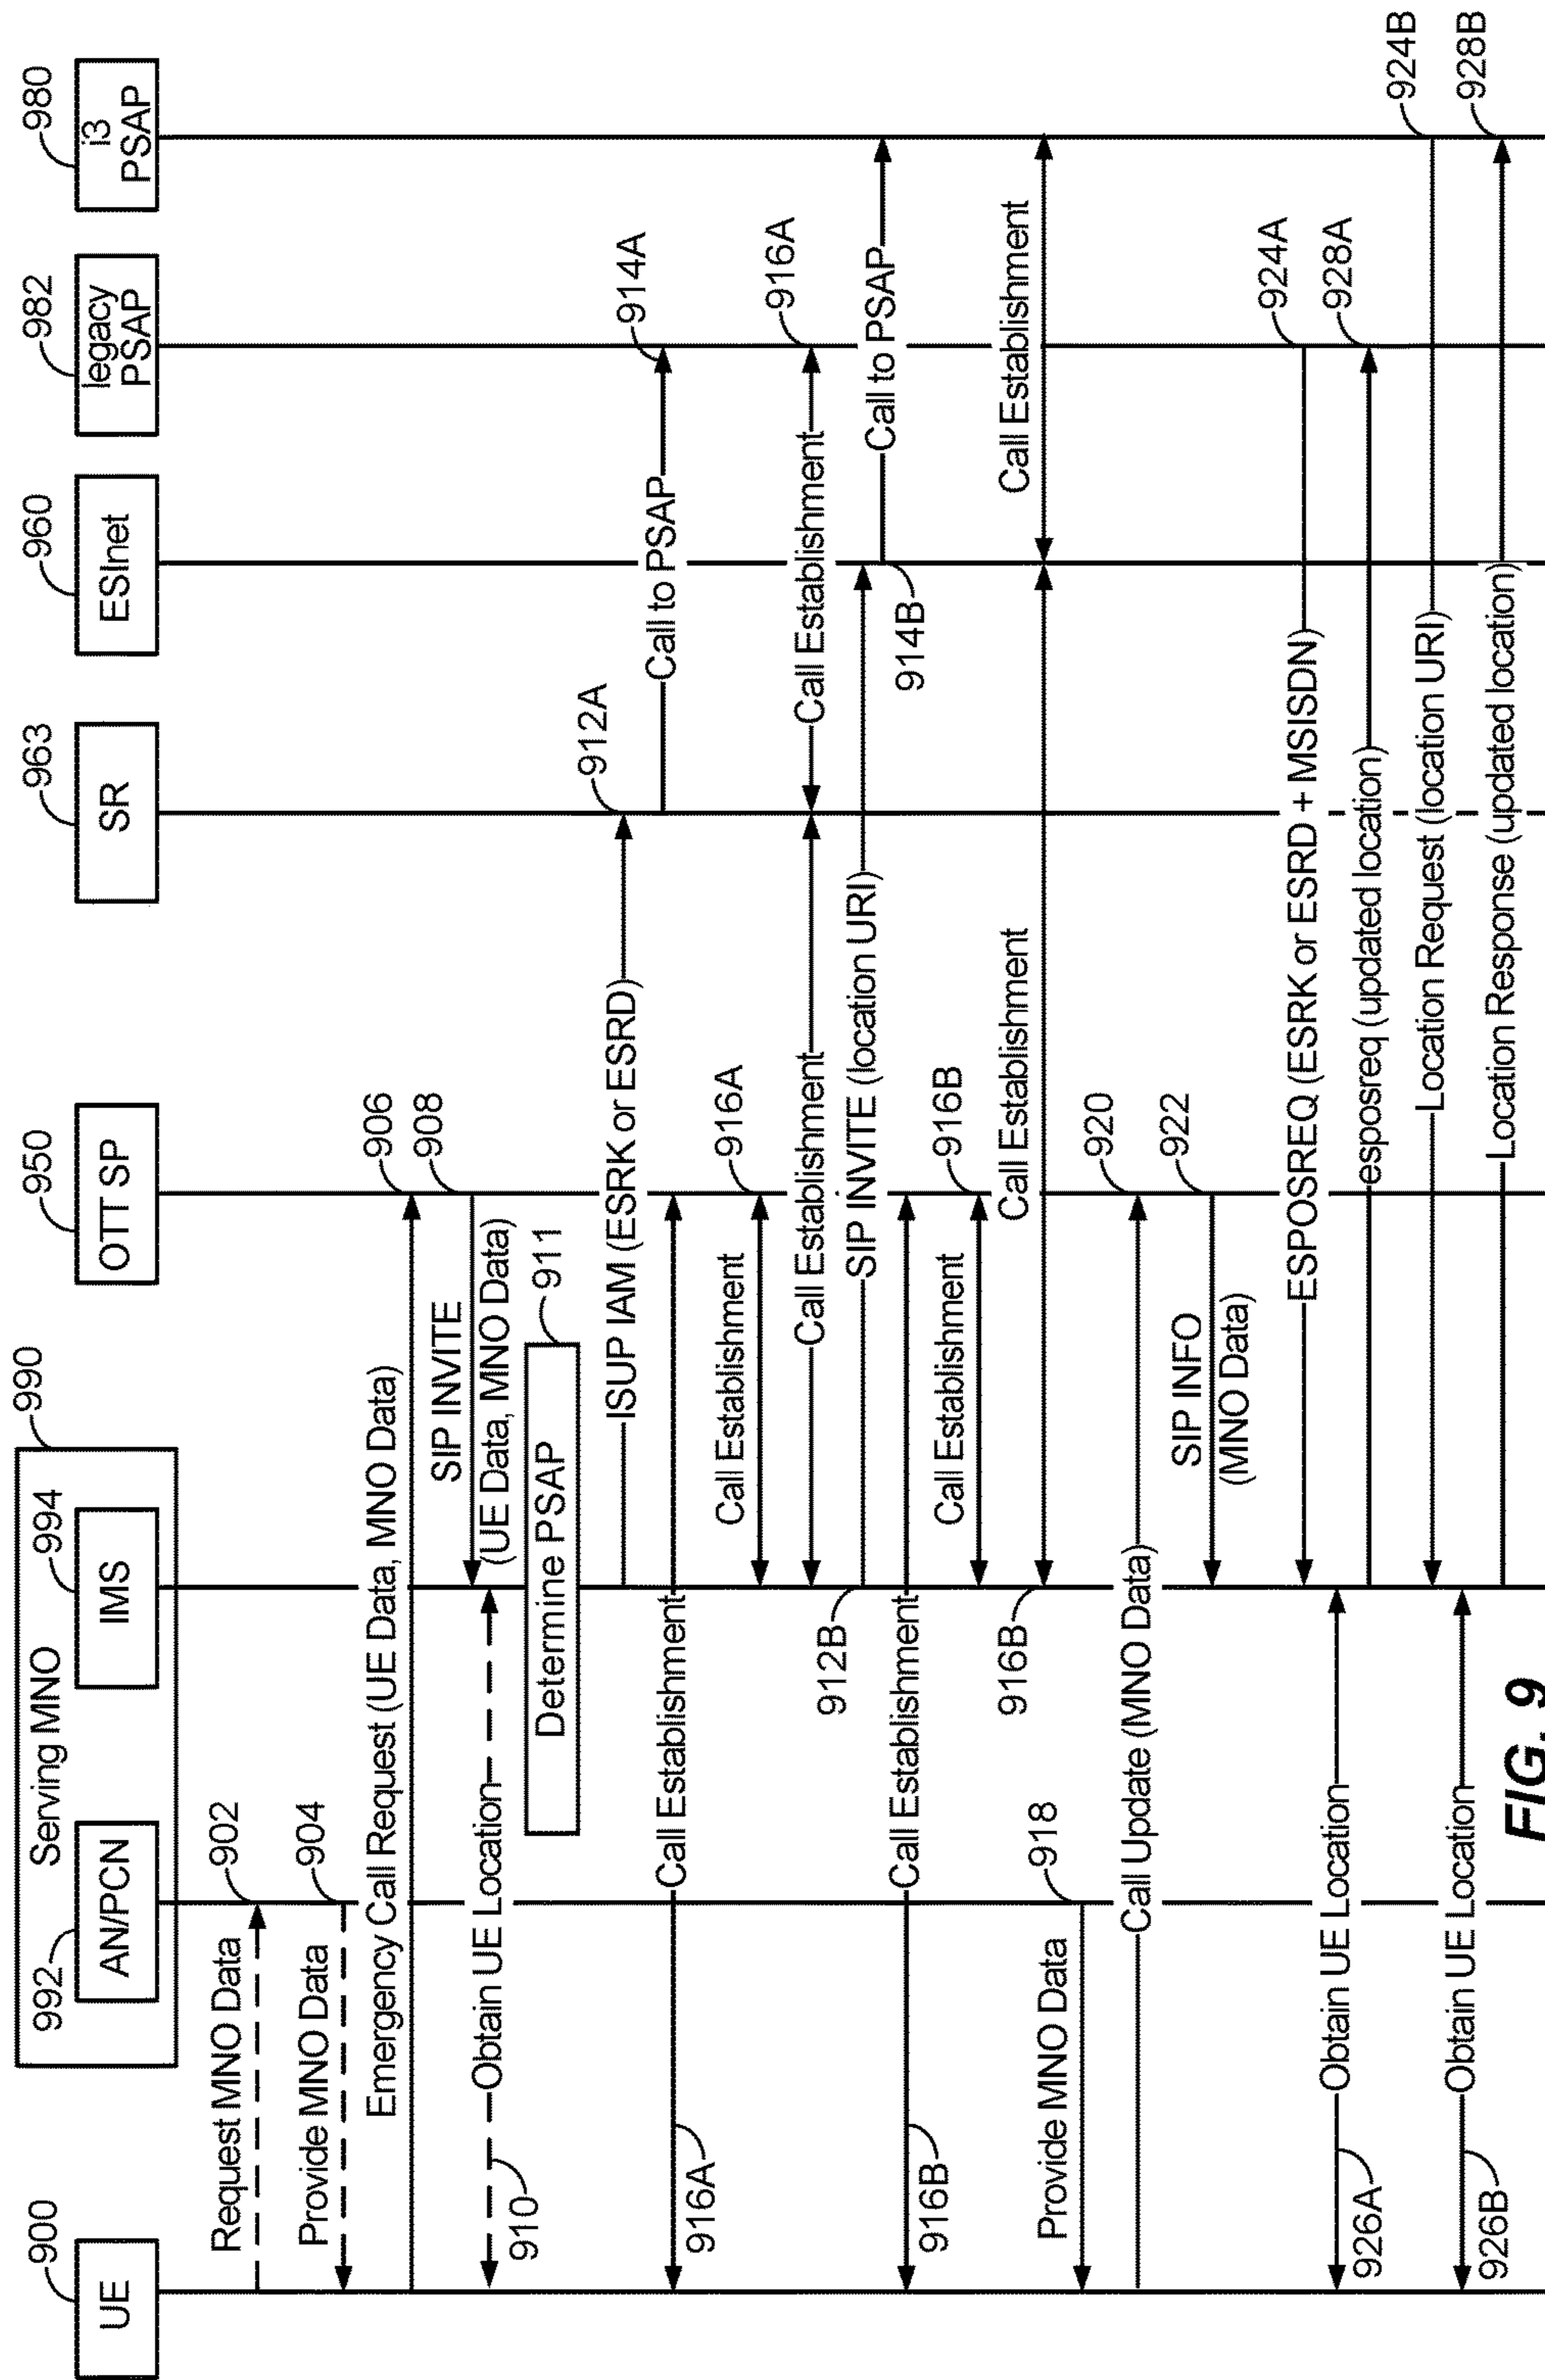 900
UE
990
Serving MNO
992
AN/PCN
994
IMS
950
OTT SP
963
SR
960
ESInet
982
legacy
PSAP
980
i3
PSAP
Request MNO Data
902
Provide MNO Data
904
Emergency Call Request (UE Data, MNO Data)
906
908
SIP INVITE
(UE Data, MNO Data)
Obtain UE Location
910
Determine PSAP
911
ISUP IAM (ESRK or ESRD)
912A
Call to PSAP
914A
Call Establishment
916A
Call Establishment
916A
Call Establishment
Call Establishment
916A
912B
SIP INVITE (location URI)
914B
Call to PSAP
Call Establishment
916B
Call Establishment
916B
916B
Call Establishment
Call Establishment
Provide MNO Data
918
Call Update (MNO Data)
920
SIP INFO
(MNO Data)
922
ESPOSREQ (ESRK or ESRD + MSISDN)
924A
Obtain UE Location
926A
esposreq (updated location)
928A
Location Request (location URI)
924B
Obtain UE Location
926B
Location Response (updated location)
928B
FIG. 9